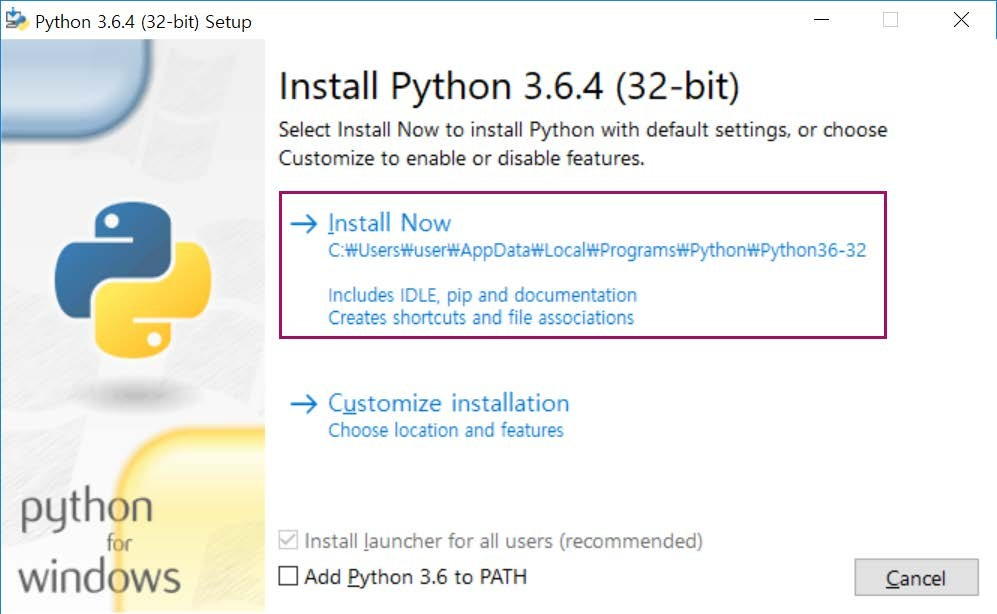 Python 3.6.4 (32-bit) Setup
Install Python 3.6.4 (32-bit)
Select Install Now to install Python with default settings, or choose
Customize to enable or disable features.
Install Now
C:₩Users₩user₩AppData₩Local₩Programs₩Python₩Python36-32
Includes IDLE, pip and documentation
Creates shortcuts and file associations
Customize installation
Choose location and features
Install launcher for all users (recommended)
Add Python 3.6 to PATH
Cancel
python
for
windows